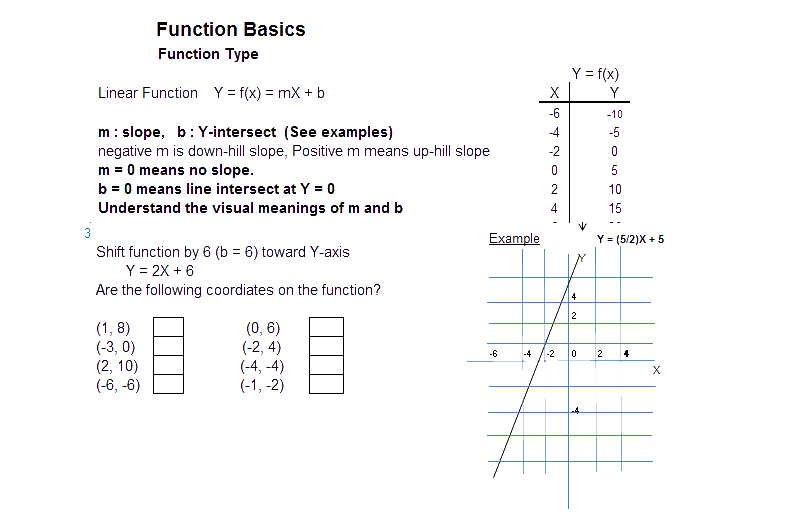 Function Basics
Function Type
Linear Function Y = f(x) = mX + b
m : slope, b : Y-intersect (See examples)
negative m is down-hill slope, Positive m means up-hill slope
m = 0 means no slope.
b = 0 means line intersect at Y = 0
Understand the visual meanings of m and b
Y = f(x)
X Y
-6 -10
-4 -5
-2 0
0 5
2 10
4 15
3
Shift function by 6 (b = 6) toward Y-axis
Y = 2X + 6
Are the following coordiates on the function?
(1, 8) (0, 6)
(-3, 0) (-2, 4)
(2, 10) (-4, -4)
(-6, -6) (-1, -2)
Example Y = (5/2)X + 5
Y
4
2
-6 -4 -2 0 2 4
X
-4